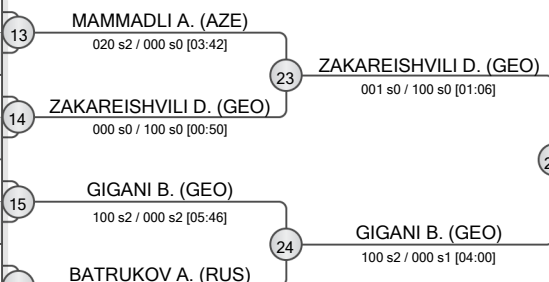 MAMMADLI A. (AZE)
13
020 s2 / 000 s0 [03:42]
ZAKAREISHVILI D. (GEO)
23
001 s0 / 100 s0 [01:06]
ZAKAREISHVILI D. (GEO)
14
000 s0 / 100 s0 [00:50]
GIGANI B. (GEO)
15
100 s2 / 000 s2 [05:46]
GIGANI B. (GEO)
24
100 s2 / 000 s1 [04:00]
BATRUKOV A. (RUS)